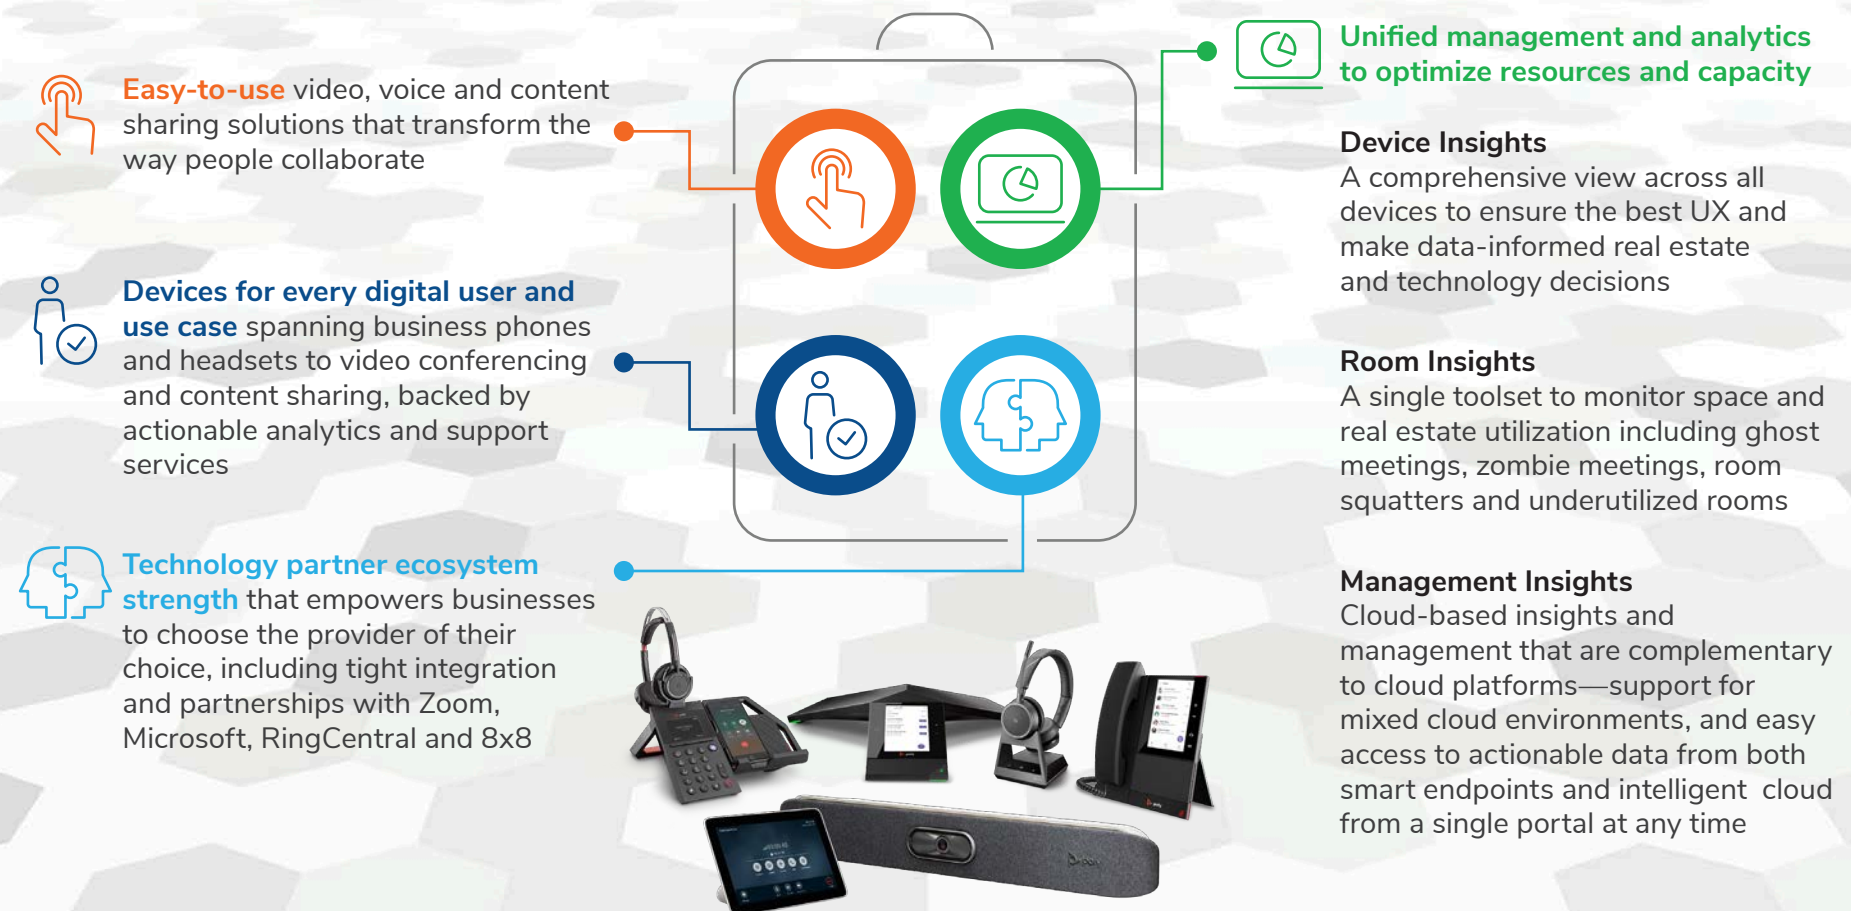 Easy-to-use video, voice and content
sharing solutions that transform the
way people collaborate
Devices for every digital user and
use case spanning business phones
and headsets to video conferencing
and content sharing, backed by
actionable analytics and support
services
Technology partner ecosystem
strength that empowers businesses
to choose the provider of their
choice, including tight integration
and partnerships with Zoom,
Microsoft, RingCentral and 8x8
Unified management and analytics
to optimize resources and capacity
Device Insights
A comprehensive view across all
devices to ensure the best UX and
make data-informed real estate
and technology decisions
Room Insights
A single toolset to monitor space and
real estate utilization including ghost
meetings, zombie meetings, room
squatters and underutilized rooms
Management Insights
Cloud-based insights and
management that are complementary
to cloud platforms—support for
mixed cloud environments, and easy
access to actionable data from both
smart endpoints and intelligent cloud
from a single portal at any time
poly
poly
poly